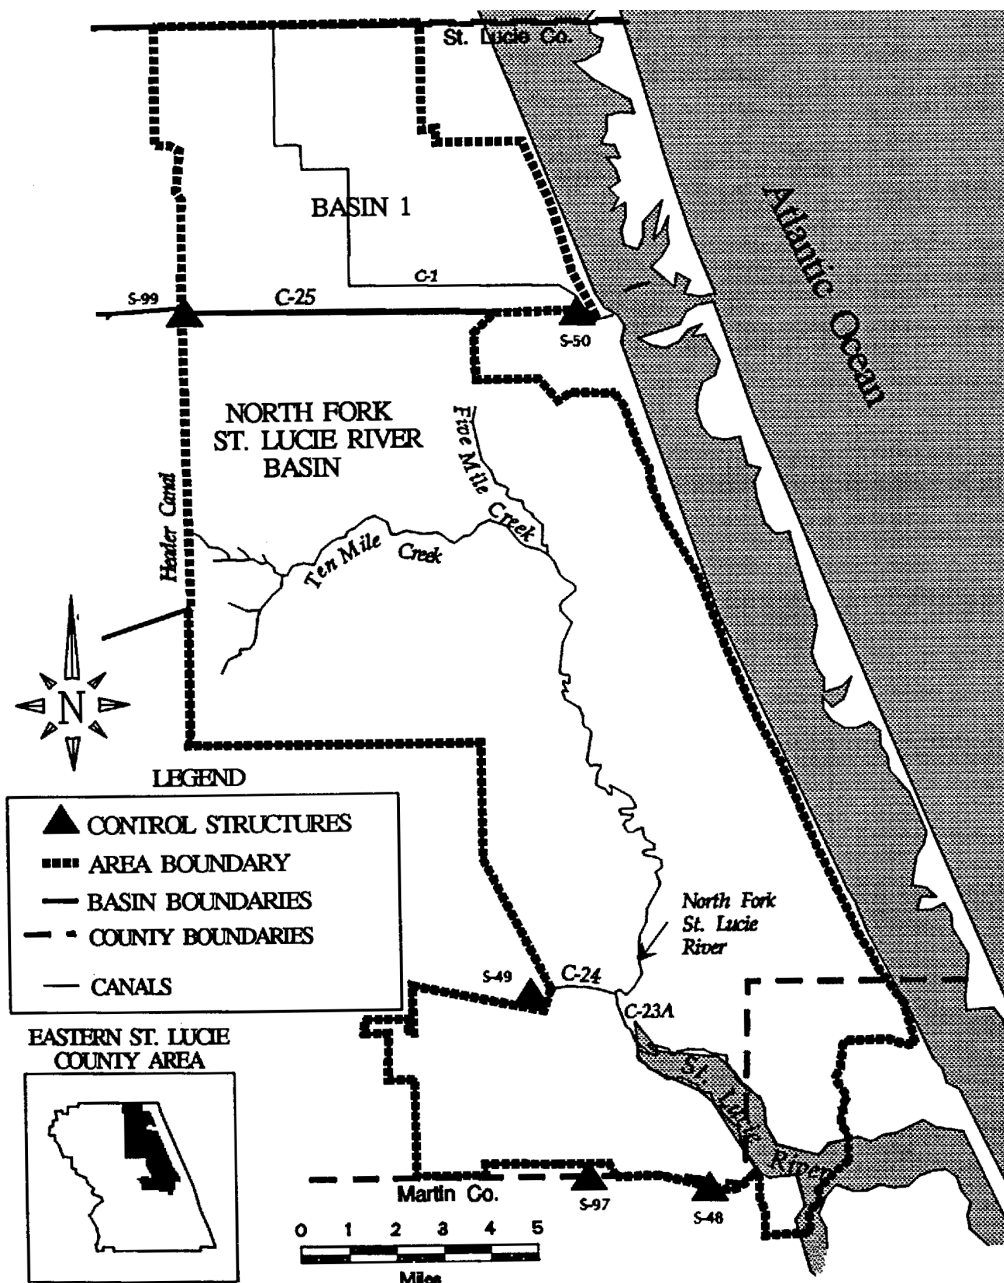 St. Lucie Co.
Atlantic Ocean
BASIN 1
C-1
S-99
C-25
S-50
NORTH FORK
ST. LUCIE RIVER
BASIN
Five Mile Creek
Header Canal
Ten Mile Creek
N
LEGEND
CONTROL STRUCTURES
AREA BOUNDARY
BASIN BOUNDARIES
COUNTY BOUNDARIES
CANALS
North Fork
St. Lucie
River
S-49
C-24
C-23A
St. Lucie River
EASTERN ST. LUCIE
COUNTY AREA
Martin Co.
S-97
S-48
0 1 2 3 4 5
Miles